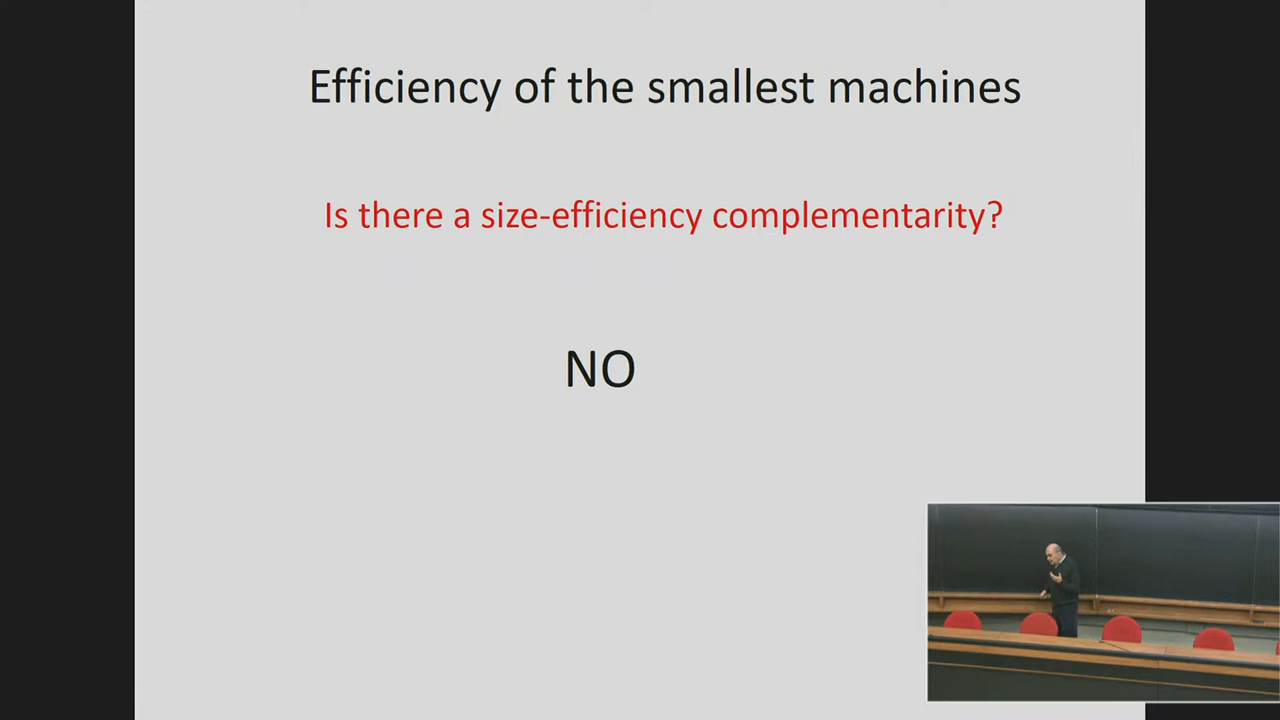 Efficiency of the smallest machines
Is there a size-efficiency complementarity?
NO